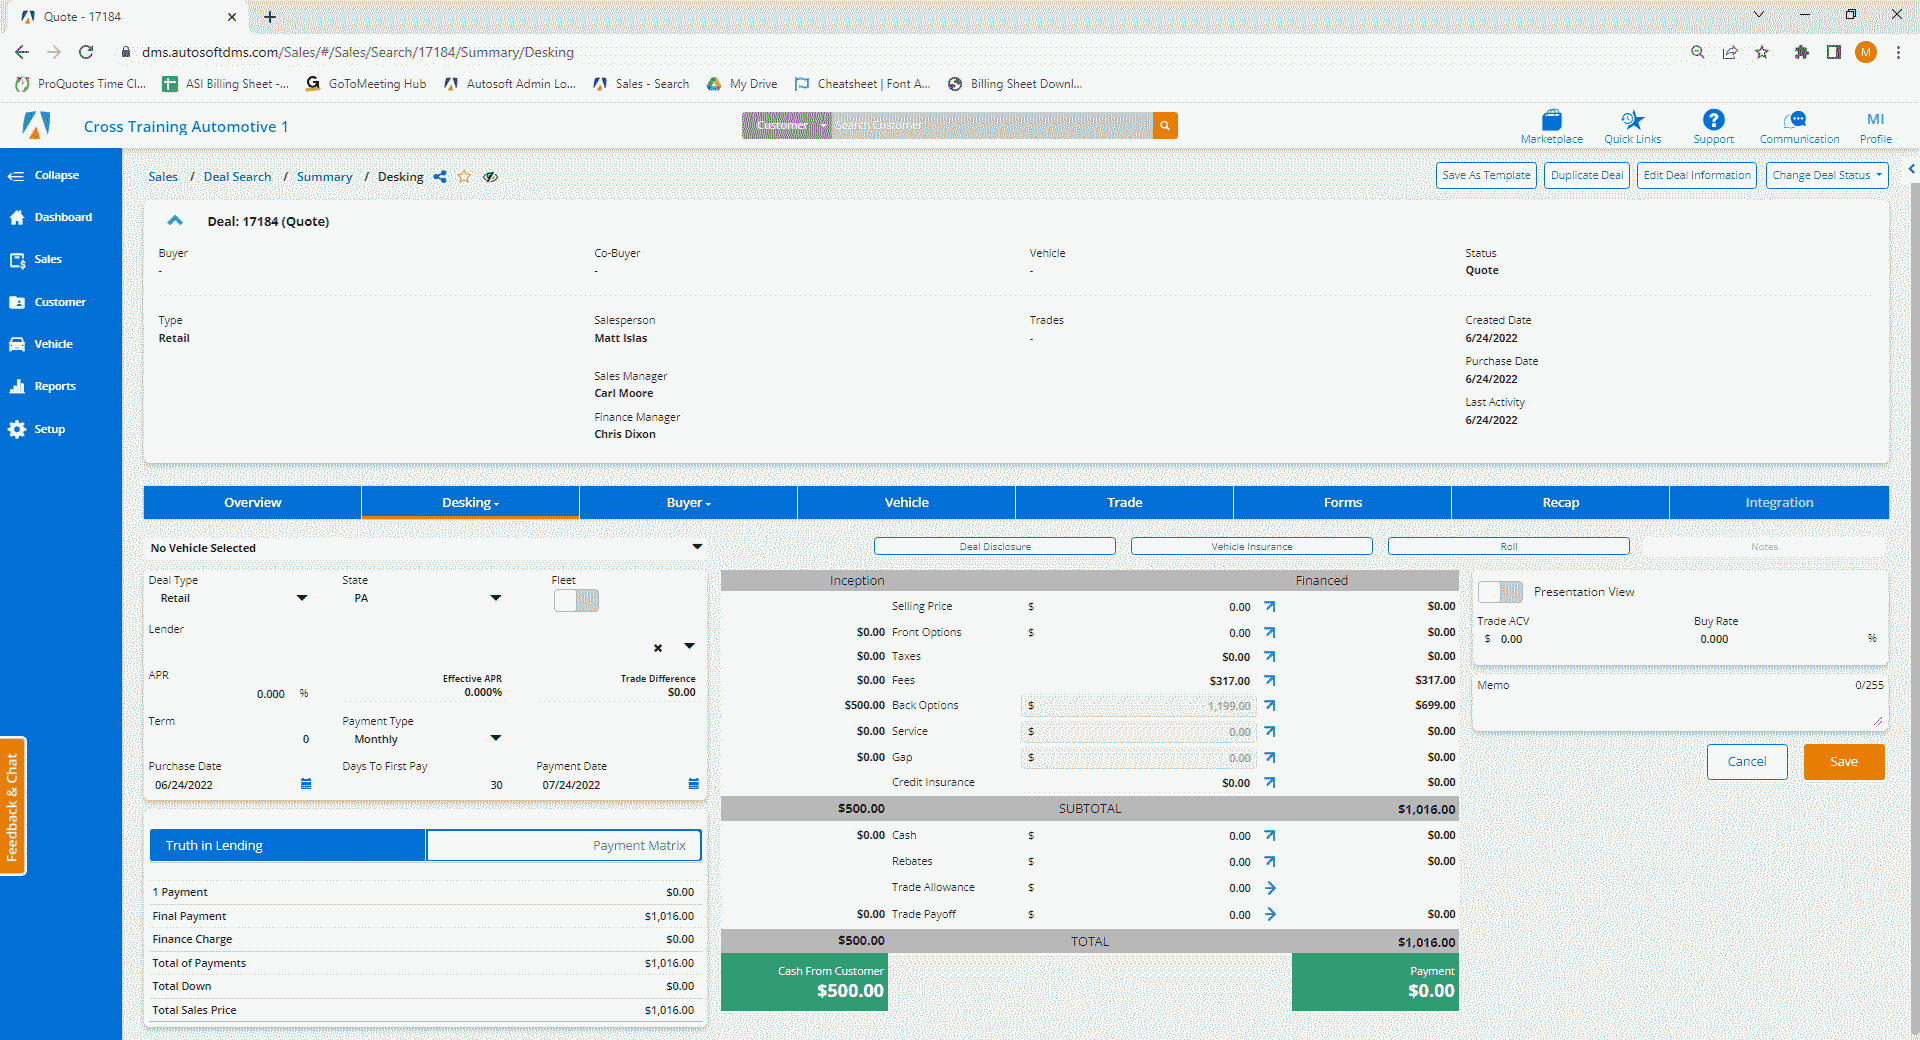 Quote - 17184
dms.autosoftdms.com/Sales/#/Sales/Search/17184/Summary/Desking
M
ProQuotes Time Cl... ASI Billing Sheet -... GoToMeeting Hub Autosoft Admin Lo... Sales - Search My Drive Cheatsheet | Font A... Billing Sheet Downl...
Cross Training Automotive 1
Customer Search Customer
MI
Marketplace Quick Links Support Communication Profile
Collapse
Dashboard
Sales
Customer
Vehicle
Reports
Setup
Feedback & Chat
Sales / Deal Search / Summary / Desking
Save As Template Duplicate Deal Edit Deal Information Change Deal Status
Deal: 17184 (Quote)
Buyer Co-Buyer Vehicle Status
- - - Quote
Type Salesperson Trades Created Date
Retail Matt Islas - 6/24/2022
Purchase Date
Sales Manager 6/24/2022
Carl Moore
Last Activity
Finance Manager 6/24/2022
Chris Dixon
Overview Desking Buyer Vehicle Trade Forms Recap Integration
No Vehicle Selected
Deal Type State Fleet
Retail PA
Lender
APR Effective APR Trade Difference
0.000 % 0.000% $0.00
Term Payment Type
0 Monthly
Purchase Date Days To First Pay Payment Date
06/24/2022 30 07/24/2022
Truth in Lending Payment Matrix
1 Payment $0.00
Final Payment $1,016.00
Finance Charge $0.00
Total of Payments $1,016.00
Total Down $0.00
Total Sales Price $1,016.00
Deal Disclosure Vehicle Insurance Roll Notes
Inception Financed
Selling Price $ 0.00 $0.00
$0.00 Front Options $ 0.00 $0.00
$0.00 Taxes $0.00 $0.00
$0.00 Fees $317.00 $317.00
$500.00 Back Options $ 1,199.00 $699.00
$0.00 Service $ 0.00 $0.00
$0.00 Gap $ 0.00 $0.00
Credit Insurance $0.00 $0.00
$500.00 SUBTOTAL $1,016.00
$0.00 Cash $ 0.00 $0.00
Rebates $ 0.00 $0.00
Trade Allowance $ 0.00
$0.00 Trade Payoff $ 0.00 $0.00
$500.00 TOTAL $1,016.00
Cash From Customer Payment
$500.00 $0.00
Presentation View
Trade ACV Buy Rate
$ 0.00 0.000 %
Memo 0/255
Cancel Save